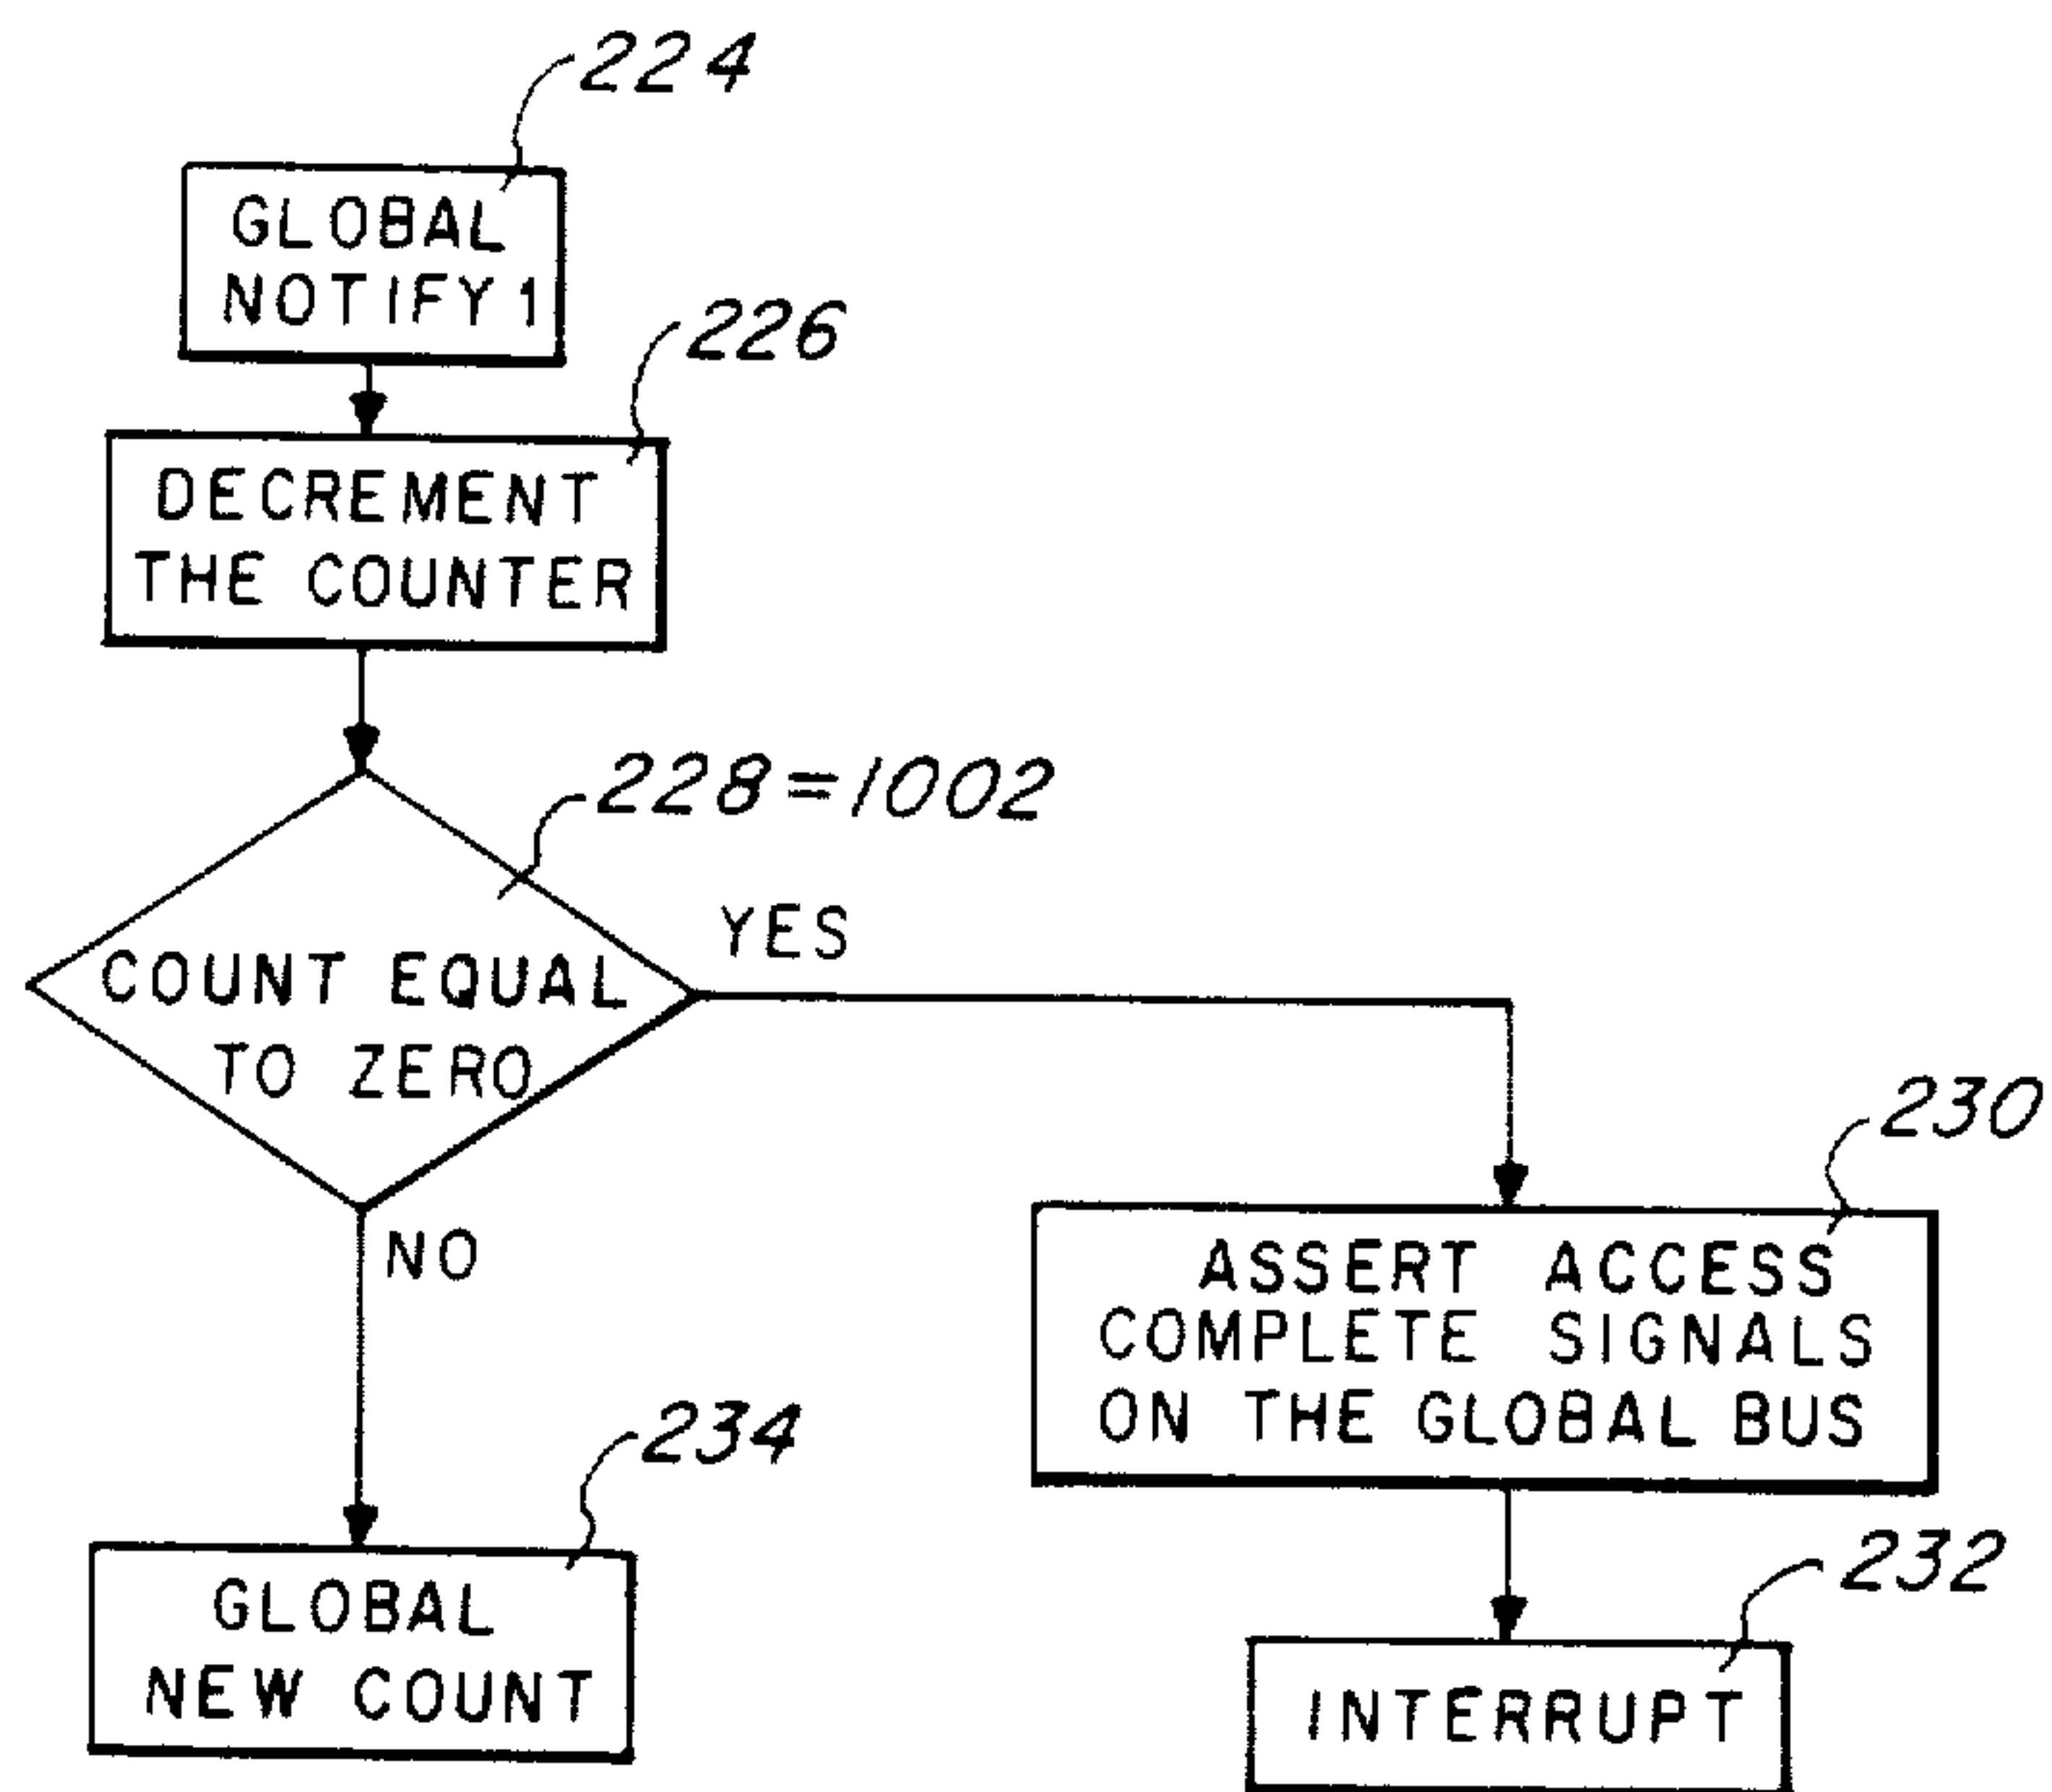 224
GLOBAL
NOTIFY 1
226
DECREMENT
THE COUNTER
228=1002
COUNT EQUAL
TO ZERO
YES
NO
230
ASSERT ACCESS
COMPLETE SIGNALS
ON THE GLOBAL BUS
234
GLOBAL
NEW COUNT
232
INTERRUPT